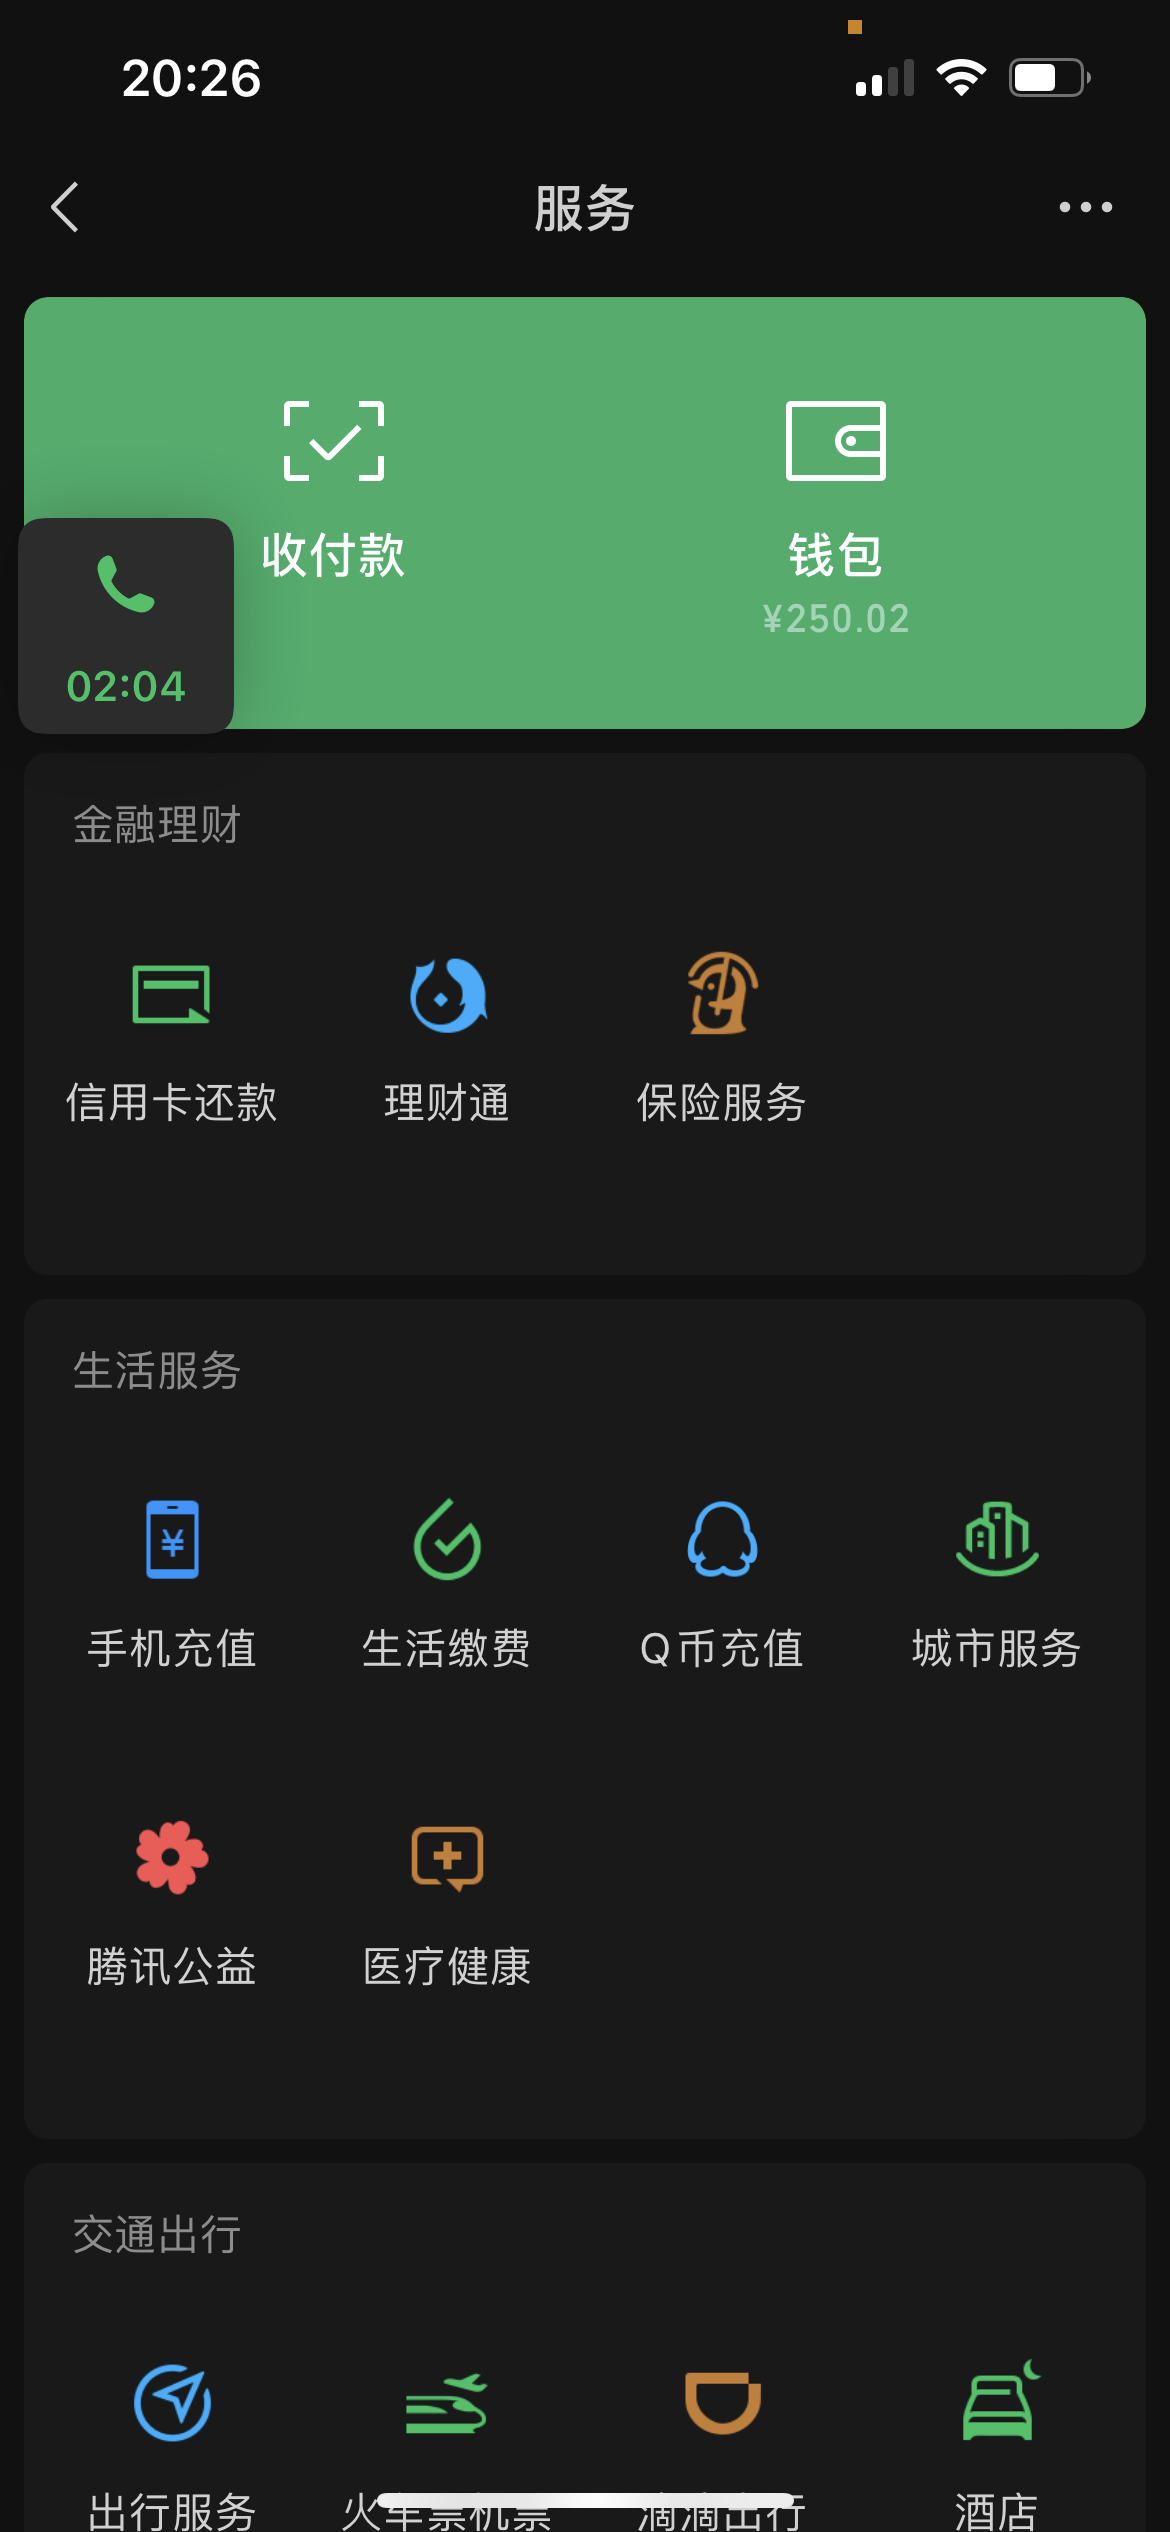 20:26
服务
收付款
钱包
¥250.02
02:04
金融理财
信用卡还款
理财通
保险服务
生活服务
¥
手机充值
生活缴费
Q币充值
城市服务
腾讯公益
医疗健康
交通出行
出行服务
火车票机票
滴滴出行
酒店